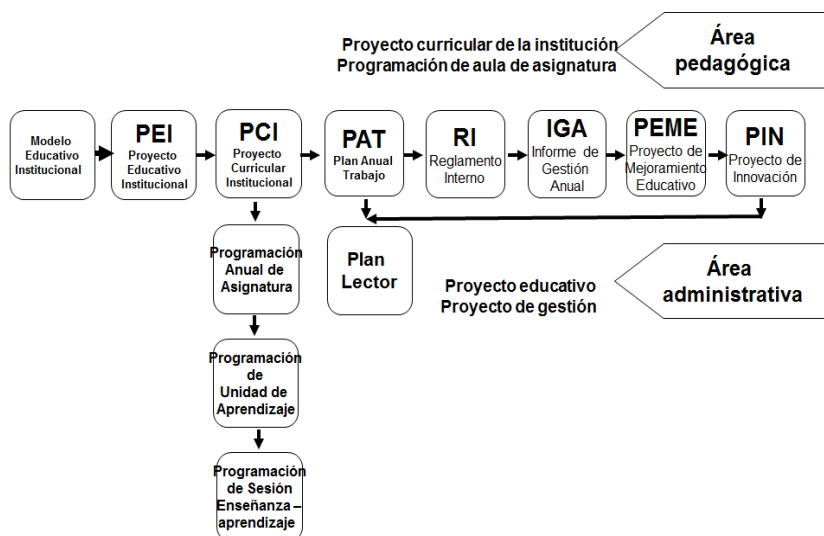 Proyecto curricular de la institución
Programación de aula de asignatura
Área
pedagógica
Modelo
Educativo
Institucional
PEI
Proyecto
Educativo
Institucional
PCI
Proyecto
Curricular
Institucional
PAT
Plan Anual
Trabajo
RI
Reglamento
Interno
IGA
Informe de
Gestión
Anual
PEME
Proyecto de
Mejoramiento
Educativo
PIN
Proyecto de
Innovación
Programación
Anual de
Asignatura
Plan
Lector
Proyecto educativo
Proyecto de gestión
Área
administrativa
Programación
de
Unidad de
Aprendizaje
Programación
de Sesión
Enseñanza –
aprendizaje